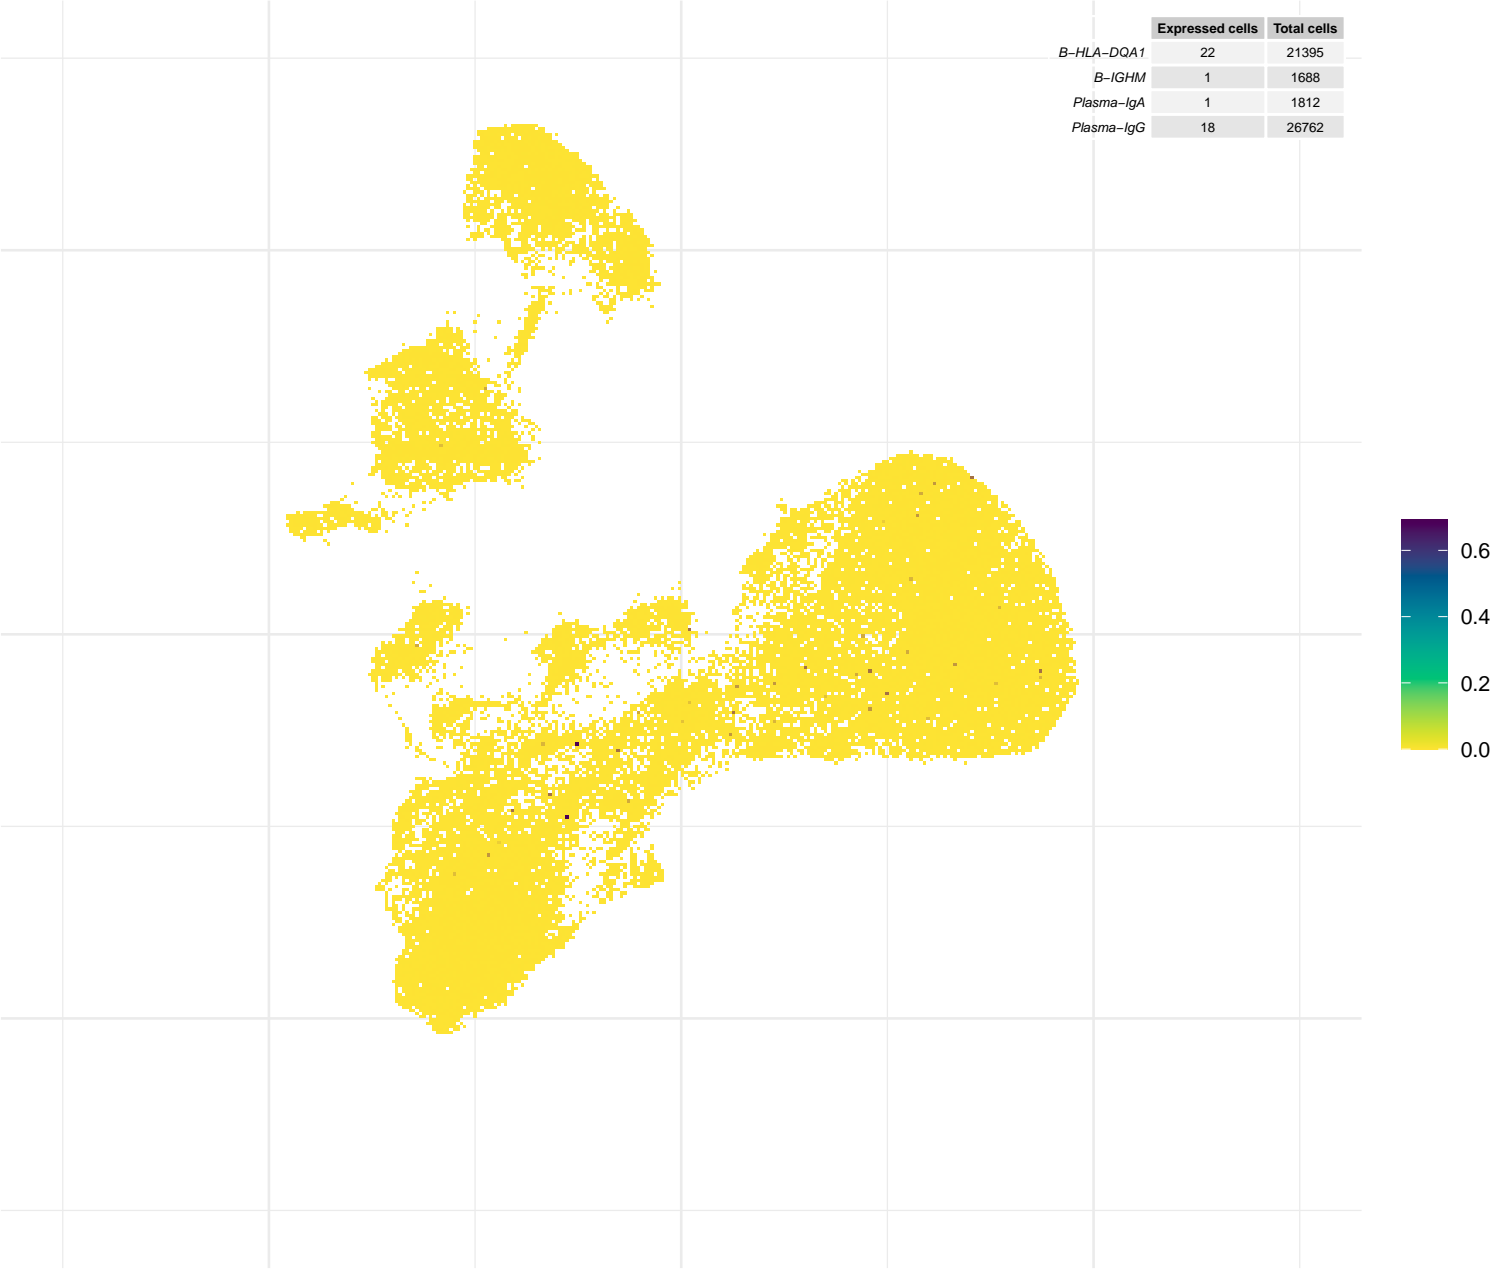 Expressed cells Total cells
B−HLA−DQA1 22 21395
B−IGHM 1 1688
Plasma−IgA 1 1812
Plasma−IgG 18 26762
0.6
0.4
0.2
0.0